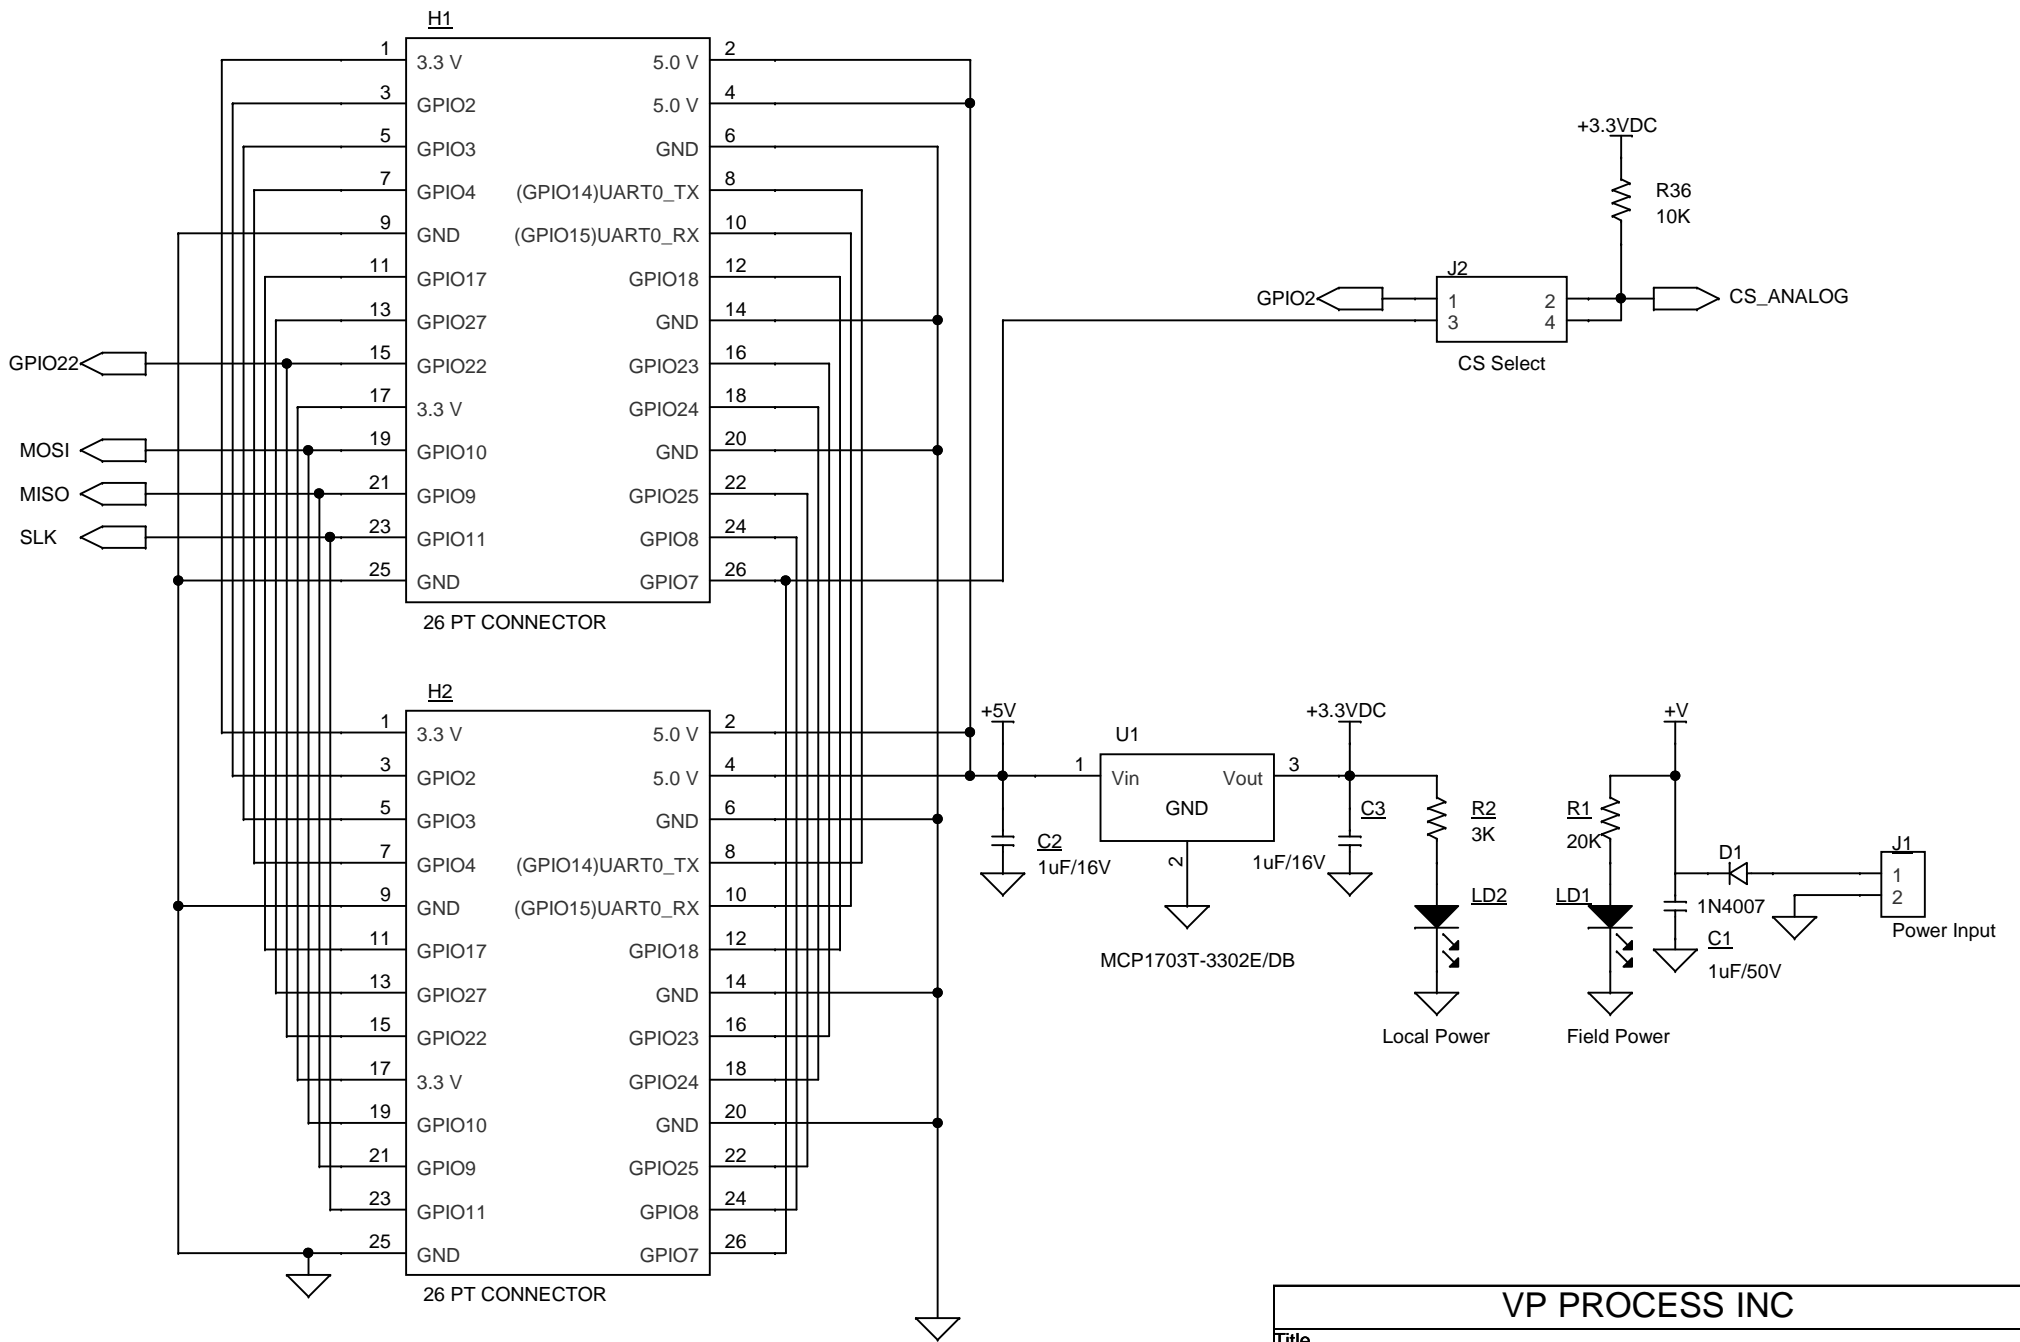 H1
1 3.3 V 5.0 V 2
3 GPIO2 5.0 V 4
5 GPIO3 GND 6
7 GPIO4 (GPIO14)UART0_TX 8
9 GND (GPIO15)UART0_RX 10
11 GPIO17 GPIO18 12
13 GPIO27 GND 14
GPIO22 15 GPIO22 GPIO23 16
17 3.3 V GPIO24 18
MOSI 19 GPIO10 GND 20
MISO 21 GPIO9 GPIO25 22
SLK 23 GPIO11 GPIO8 24
25 GND GPIO7 26
26 PT CONNECTOR
+3.3VDC
R36
10K
J2
GPIO2 1 2 CS_ANALOG
3 4
CS Select
H2
1 3.3 V 5.0 V 2
3 GPIO2 5.0 V 4
5 GPIO3 GND 6
7 GPIO4 (GPIO14)UART0_TX 8
9 GND (GPIO15)UART0_RX 10
11 GPIO17 GPIO18 12
13 GPIO27 GND 14
15 GPIO22 GPIO23 16
17 3.3 V GPIO24 18
19 GPIO10 GND 20
21 GPIO9 GPIO25 22
23 GPIO11 GPIO8 24
25 GND GPIO7 26
26 PT CONNECTOR
+5V
C2
1uF/16V
U1
1 Vin Vout 3
GND
2
MCP1703T-3302E/DB
+3.3VDC
C3
1uF/16V
R2
3K
LD2
Local Power
+V
R1
20K
LD1
Field Power
D1
1N4007
C1
1uF/50V
J1
1
2
Power Input
VP PROCESS INC
Title